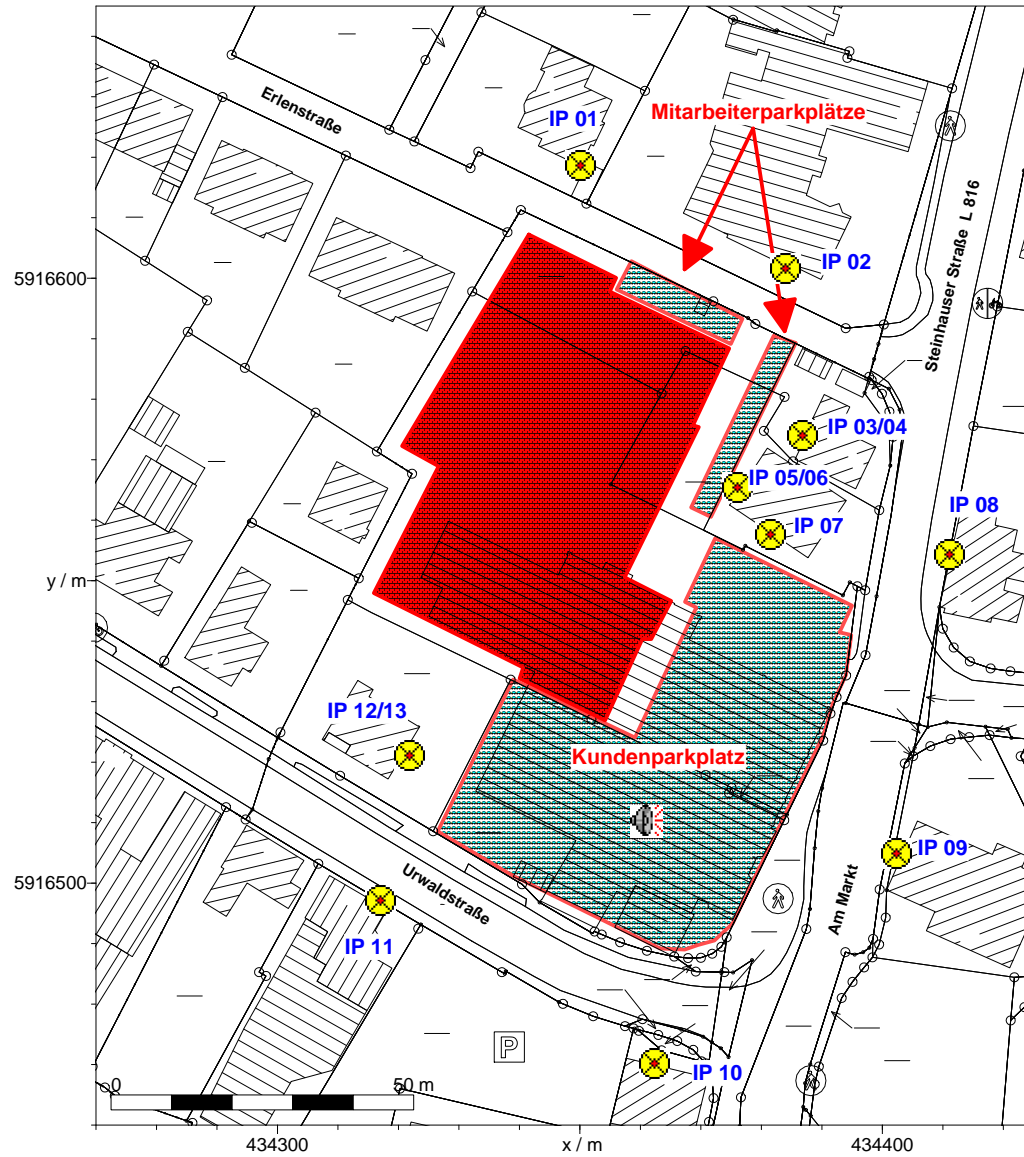 Erlenstraße
IP 01
Mitarbeiterparkplätze
IP 02
Steinhauser Straße L 816
5916600
IP 03/04
IP 05/06
IP 07
IP 08
y / m
IP 12/13
Kundenparkplatz
IP 09
5916500
Urwaldstraße
Am Markt
IP 11
P
IP 10
0
50 m
434300
x / m
434400